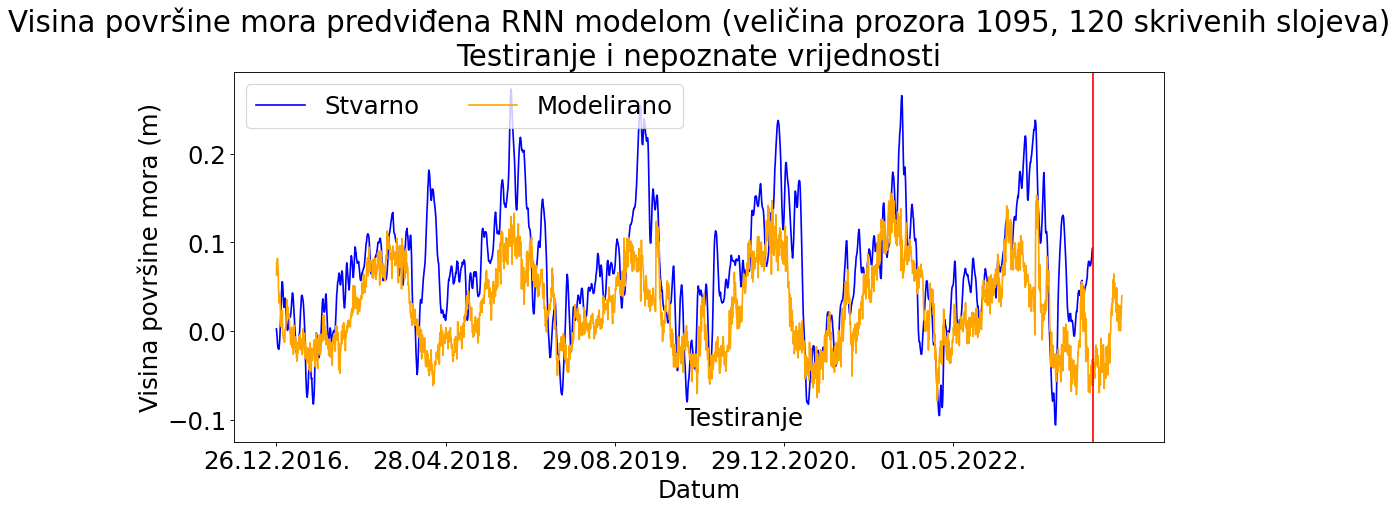 Visina površine mora predviđena RNN modelom (veličina prozora 1095, 120 skrivenih slojeva)
Testiranje i nepoznate vrijednosti
Stvarno Modelirano
Visina površine mora (m)
0.2
0.1
0.0
−0.1
Testiranje
26.12.2016. 28.04.2018. 29.08.2019. 29.12.2020. 01.05.2022.
Datum